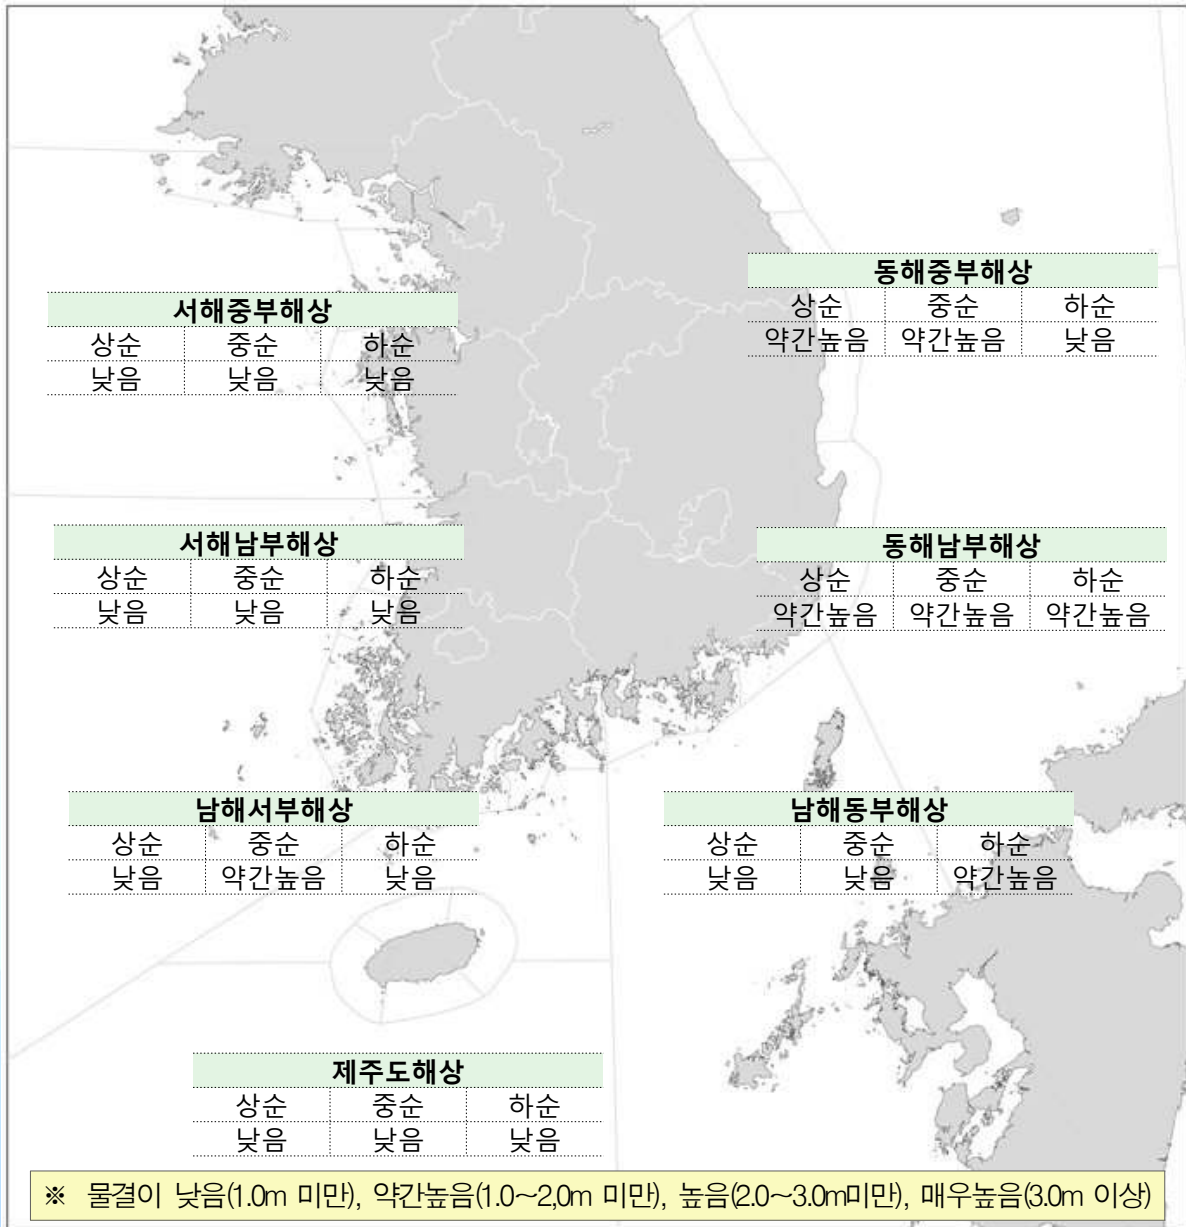 동해중부해상
상순 중순 하순
약간높음 약간높음 낮음
서해중부해상
상순 중순 하순
낮음 낮음 낮음
서해남부해상
상순 중순 하순
낮음 낮음 낮음
동해남부해상
상순 중순 하순
약간높음 약간높음 약간높음
남해서부해상
상순 중순 하순
낮음 약간높음 낮음
남해동부해상
상순 중순 하순
낮음 낮음 약간높음
제주도해상
상순 중순 하순
낮음 낮음 낮음
※ 물결이 낮음(1.0m 미만), 약간높음(1.0~2,0m 미만), 높음(2.0~3.0m미만), 매우높음(3.0m 이상)